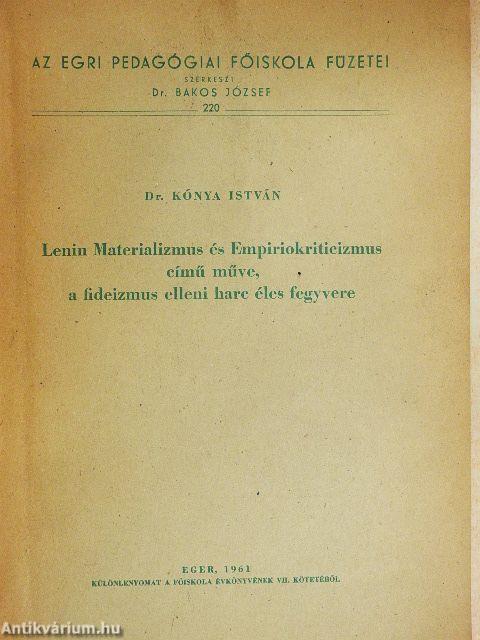 AZ EGRI PEDAGÓGIAI FŐISKOLA FÜZETEI
SZERKESZTI
Dr. BAKOS JÓZSEF
220
Dr. KÓNYA ISTVÁN
Lenin Materializmus és Empiriokriticizmus
című műve,
a fideizmus elleni harc éles fegyvere
EGER, 1961
KÜLÖNLENYOMAT A FŐISKOLA ÉVKÖNYVÉNEK VII. KÖTETÉBŐL
Antikvárium.hu